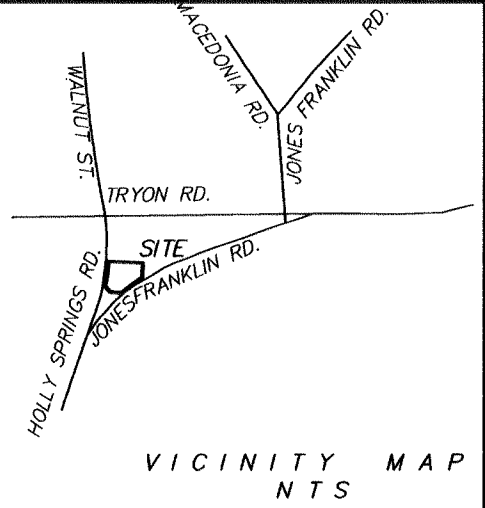 MACEDONIA RD.
JONES FRANKLIN RD.
WALNUT ST.
TRYON RD.
SITE
JONESFRANKLIN RD.
HOLLY SPRINGS RD.
VICINITY MAP
NTS